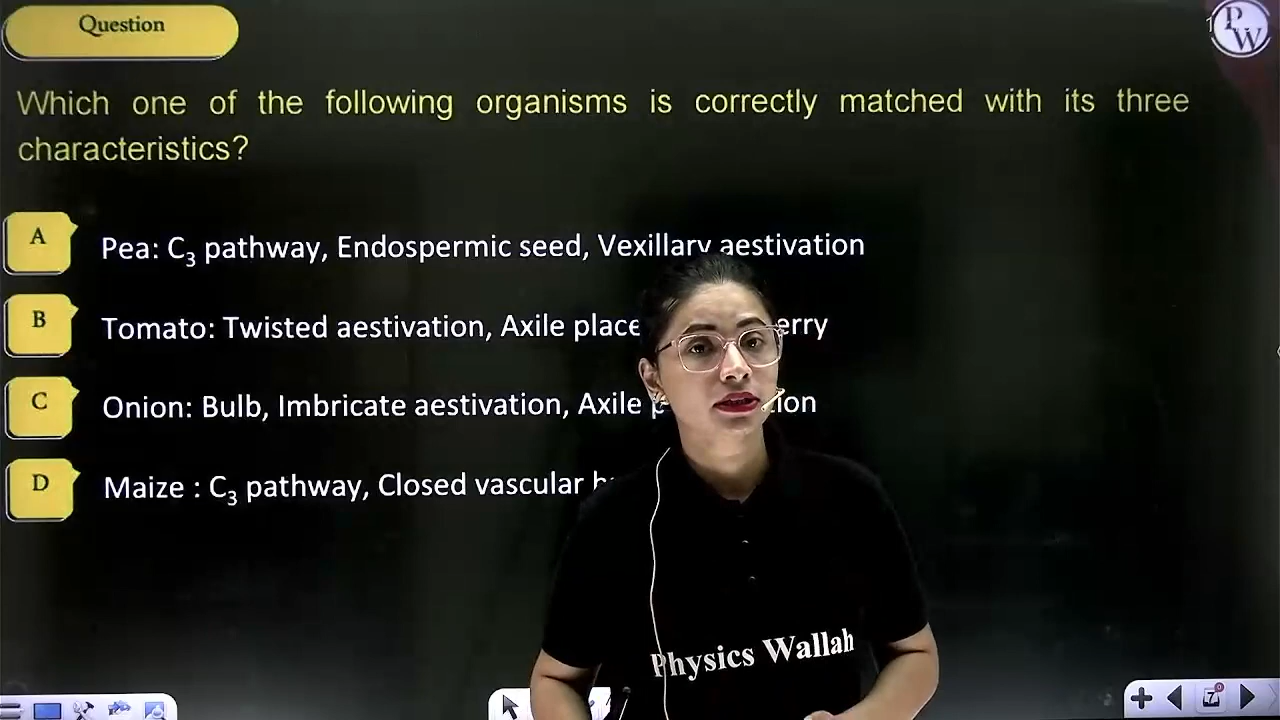 Question
PW
Which one of the following organisms is correctly matched with its three
characteristics?
A
Pea: C₃ pathway, Endospermic seed, Vexillary aestivation
B
Tomato: Twisted aestivation, Axile place erry
C
Onion: Bulb, Imbricate aestivation, Axile p ion
D
Maize : C₃ pathway, Closed vascular
Physics Wallah